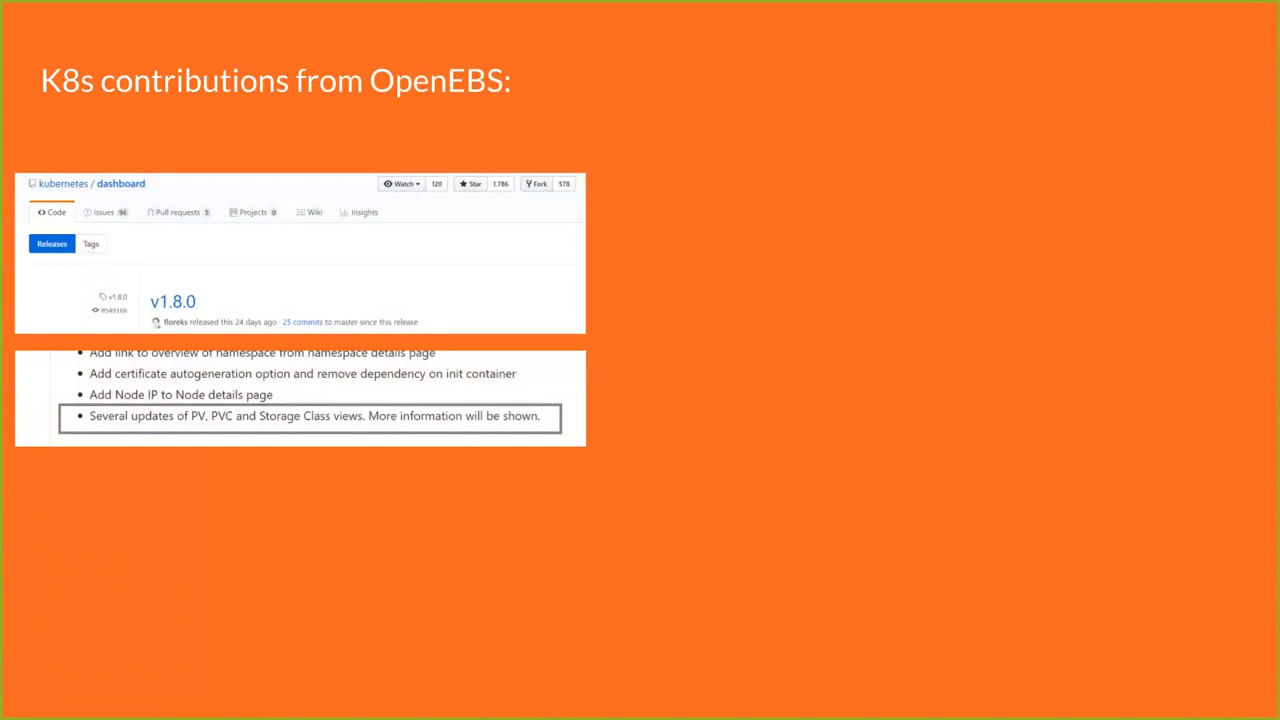 K8s contributions from OpenEBS:
kubernetes / dashboard
Watch 120 Star 1,786 Fork 578
Code Issues 96 Pull requests 5 Projects 0 Wiki Insights
Releases Tags
v1.8.0
v1.8.0
floreks released this 24 days ago · 25 commits to master since this release
• Add link to overview of namespace from namespace details page
• Add certificate autogeneration option and remove dependency on init container
• Add Node IP to Node details page
• Several updates of PV, PVC and Storage Class views. More information will be shown.